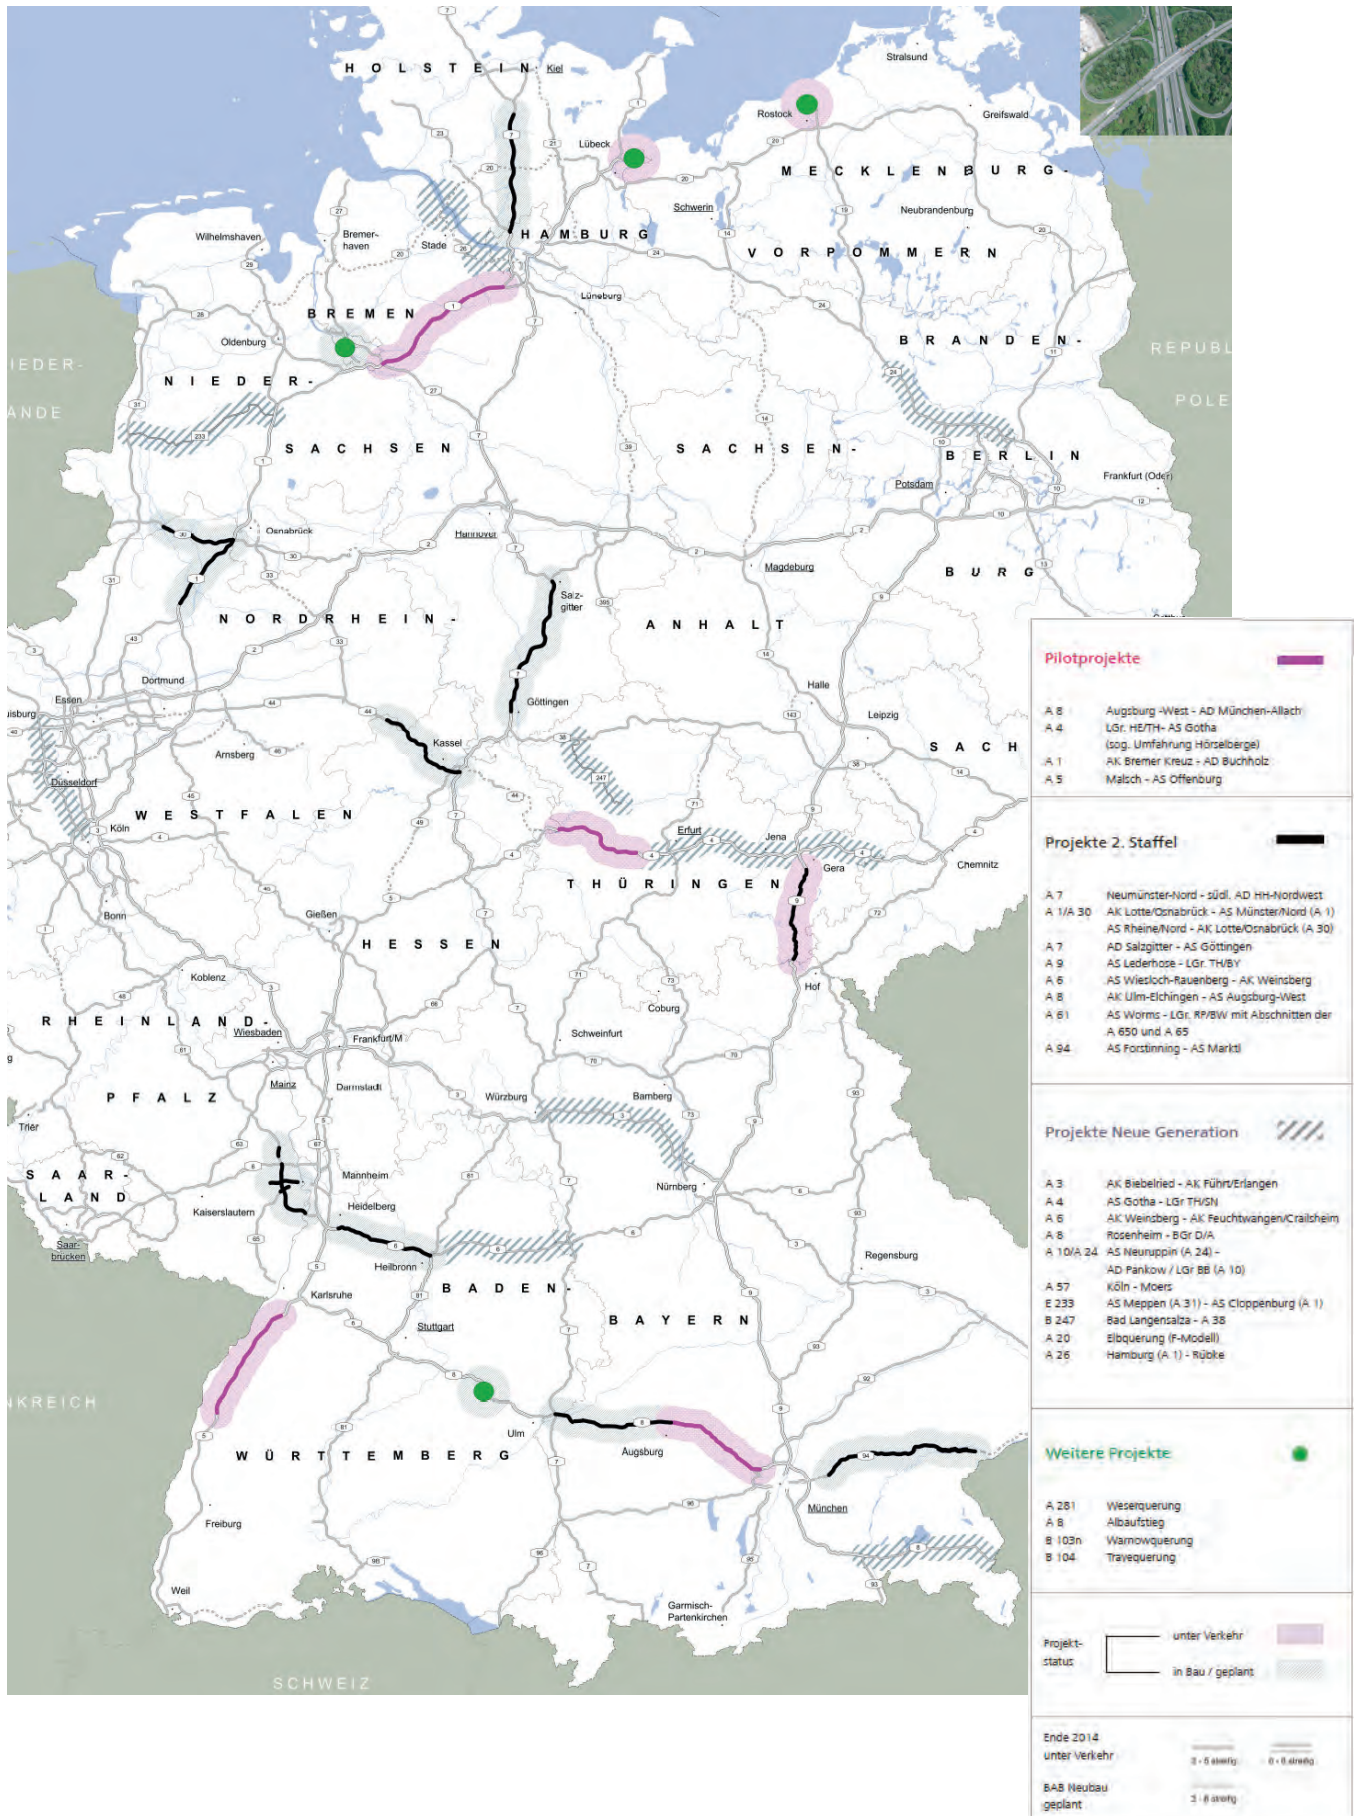 HOLSTEIN
Kiel
Stralsund
Rostock
Greifswald
Lübeck
MECKLENBURG-
Schwerin
Neubrandenburg
Wilhelmshaven
Bremer-
haven
Stade
HAMBURG
VORPOMMERN
Lüneburg
BREMEN
Oldenburg
BRANDEN-
REPUBL
IEDER-
NIEDER-
POLE
ANDE
SACHSEN
SACHSEN-
BERLIN
Potsdam
Frankfurt (Oder)
Osnabrück
Hannover
Magdeburg
BURG
Salz-
gitter
NORDRHEIN-
ANHALT
Dortmund
Essen
uisburg
Göttingen
Halle
Leipzig
Arnsberg
Kassel
SACH
Düsseldorf
WESTFALEN
Köln
Erfurt
Jena
Gera
Chemnitz
THÜRINGEN
Bonn
Gießen
HESSEN
Koblenz
Hof
Coburg
RHEINLAND-
Wiesbaden
Frankfurt/M
Schweinfurt
Mainz
Darmstadt
PFALZ
Würzburg
Bamberg
Trier
SAAR-
LAND
Mannheim
Nürnberg
Kaiserslautern
Heidelberg
Saar-
brücken
Heilbronn
Regensburg
BADEN-
Karlsruhe
Stuttgart
BAYERN
NKREICH
Ulm
Augsburg
WÜRTTEMBERG
München
Freiburg
Weil
Garmisch-
Partenkirchen
SCHWEIZ
Pilotprojekte
A 8 Augsburg -West - AD München-Allach
A 4 LGr. HE/TH- AS Gotha
(sog. Umfahrung Hörselberge)
A 1 AK Bremer Kreuz - AD Buchholz
A 5 Malsch - AS Offenburg
Projekte 2. Staffel
A 7 Neumünster-Nord - südl. AD HH-Nordwest
A 1/A 30 AK Lotte/Osnabrück - AS Münster/Nord (A 1)
AS Rheine/Nord - AK Lotte/Osnabrück (A 30)
A 7 AD Salzgitter - AS Göttingen
A 9 AS Lederhose - LGr. TH/BY
A 6 AS Wiesloch-Rauenberg - AK Weinsberg
A 8 AK Ulm-Elchingen - AS Augsburg-West
A 61 AS Worms - LGr. RP/BW mit Abschnitten der
A 650 und A 65
A 94 AS Forstinning - AS Marktl
Projekte Neue Generation
A 3 AK Biebelried - AK Führt/Erlangen
A 4 AS Gotha - LGr TH/SN
A 6 AK Weinsberg - AK Feuchtwangen/Crailsheim
A 8 Rosenheim - BGr D/A
A 10/A 24 AS Neuruppin (A 24) -
AD Pankow / LGr BB (A 10)
A 57 Köln - Moers
E 233 AS Meppen (A 31) - AS Cloppenburg (A 1)
B 247 Bad Langensalza - A 38
A 20 Elbquerung (F-Modell)
A 26 Hamburg (A 1) - Rübke
Weitere Projekte
A 281 Weserquerung
A 8 Albaufstieg
B 103n Warnowquerung
B 104 Travequerung
Projekt-
status
unter Verkehr
in Bau / geplant
Ende 2014
unter Verkehr
BAB Neubau
geplant